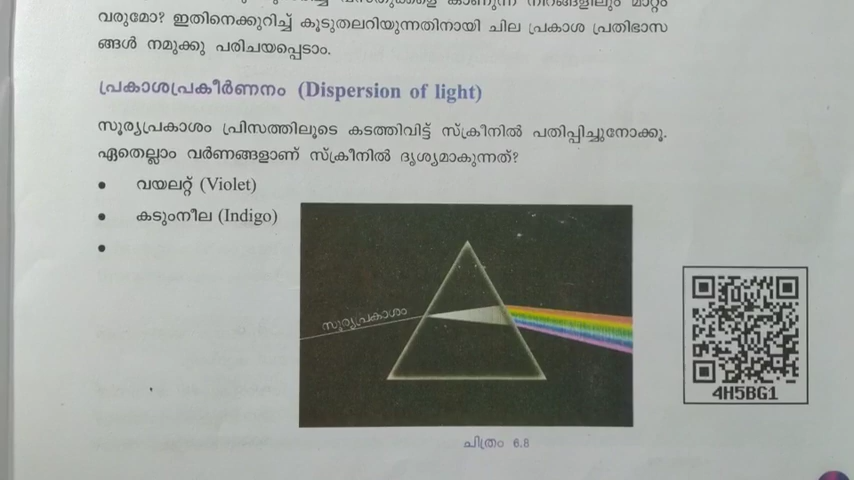 വരുമോ? ഇതിനെക്കുറിച്ച് കൂടുതലറിയുന്നതിനായി ചില പ്രകാശ പ്രതിഭാസ
ങ്ങൾ നമുക്കു പരിചയപ്പെടാം.
പ്രകാശപ്രകീർണനം (Dispersion of light)
സൂര്യപ്രകാശം പ്രിസത്തിലൂടെ കടത്തിവിട്ട് സ്ക്രീനിൽ പതിപ്പിച്ചുനോക്കൂ.
ഏതെല്ലാം വർണങ്ങളാണ് സ്ക്രീനിൽ ദൃശ്യമാകുന്നത്?
• വയലറ്റ് (Violet)
• കടുംനീല (Indigo)
•
സൂര്യപ്രകാശം
4H5BG1
ചിത്രം 6.8